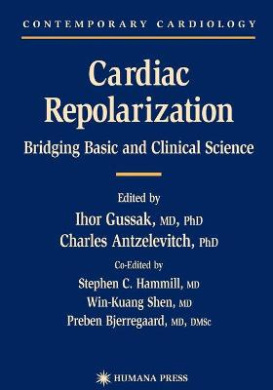 CONTEMPORARY CARDIOLOGY
Cardiac
Repolarization
Bridging Basic and Clinical Science
Edited by
Ihor Gussak, MD, PhD
Charles Antzelevitch, PhD
Co-Edited by
Stephen C. Hammill, MD
Win-Kuang Shen, MD
Preben Bjerregaard, MD, DMSc
HUMANA PRESS